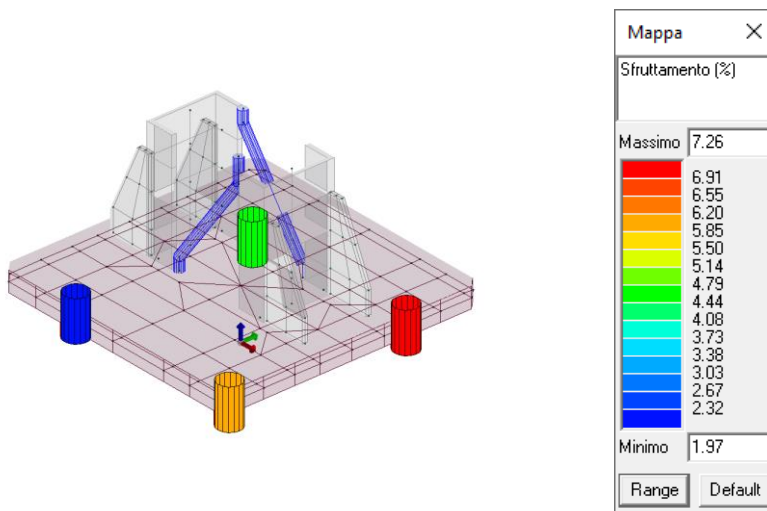 Mappa
Sfruttamento (%)
Massimo 7.26
6.91
6.55
6.20
5.85
5.50
5.14
4.79
4.44
4.08
3.73
3.38
3.03
2.67
2.32
Minimo 1.97
Range Default